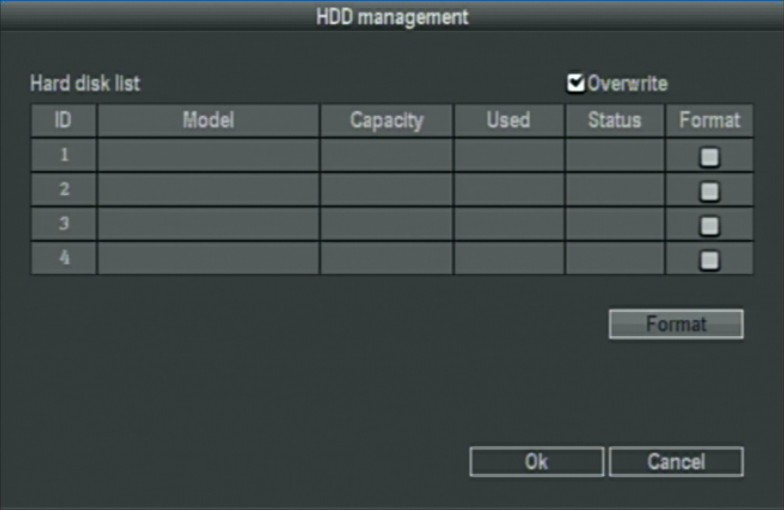 HDD management
Hard disk list Overwrite
ID Model Capacity Used Status Format
1
2
3
4
Format
Ok Cancel